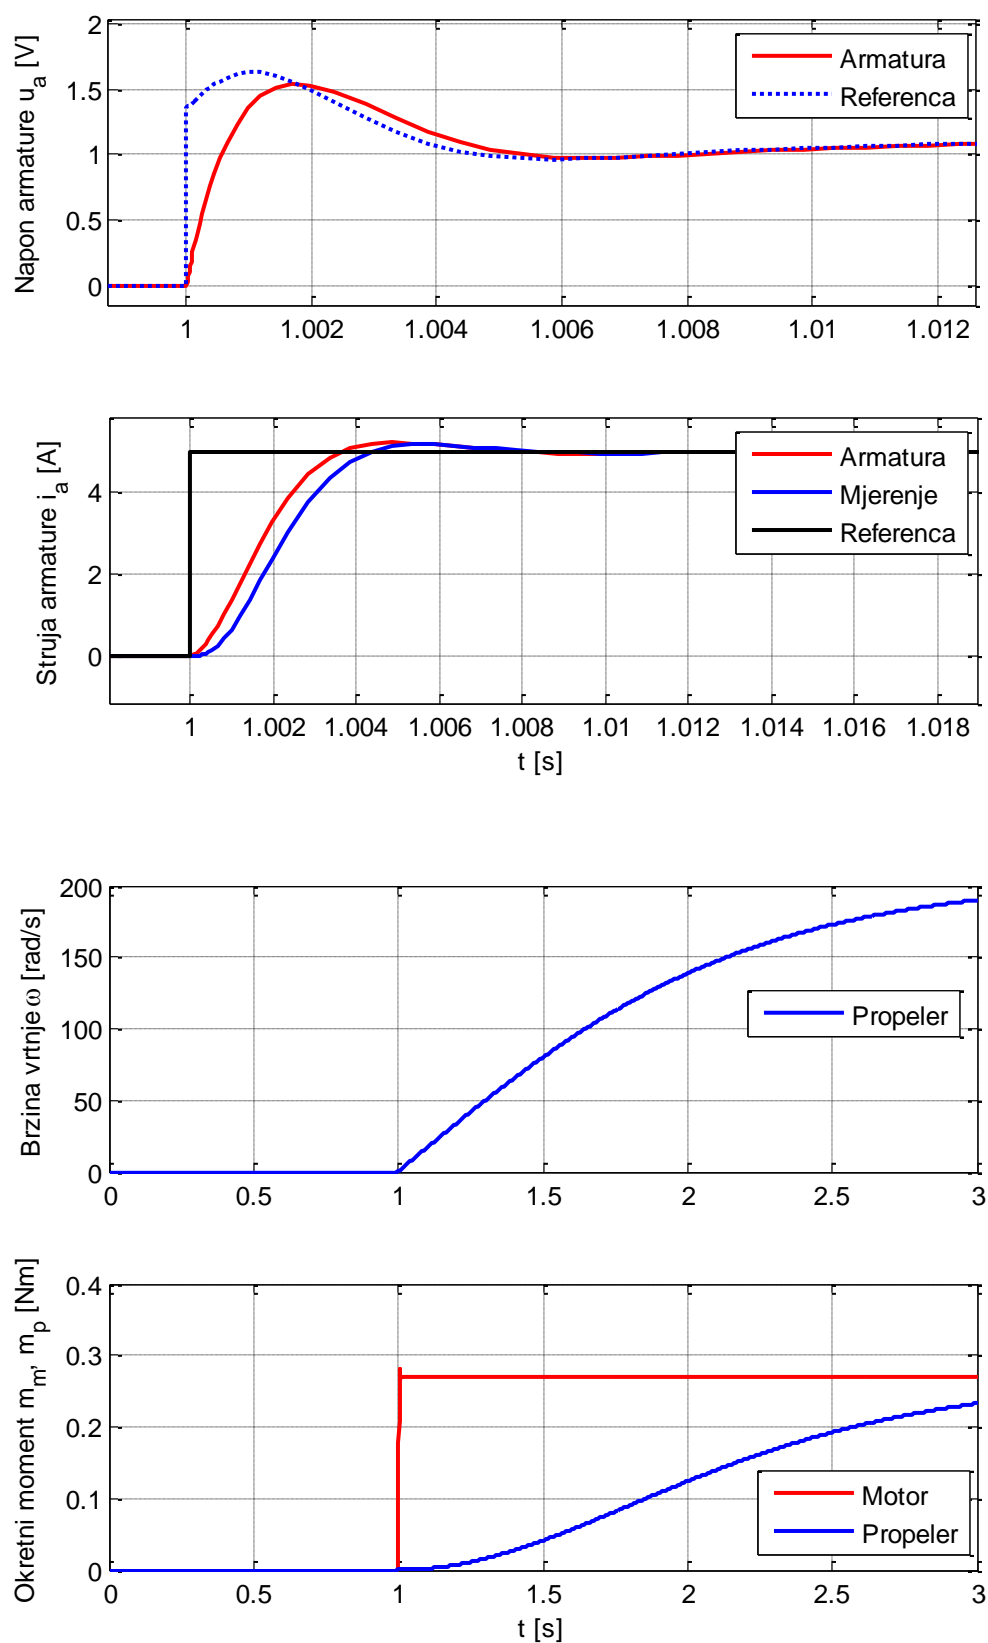 Napon armature u_a [V]
2
1.5
1
0.5
0
Armatura
Referenca
1 1.002 1.004 1.006 1.008 1.01 1.012
Struja armature i_a [A]
4
2
0
Armatura
Mjerenje
Referenca
1 1.002 1.004 1.006 1.008 1.01 1.012 1.014 1.016 1.018
t [s]
Brzina vrtnje ω [rad/s]
200
150
100
50
0
Propeler
0 0.5 1 1.5 2 2.5 3
Okretni moment m_m, m_p [Nm]
0.4
0.3
0.2
0.1
0
Motor
Propeler
0 0.5 1 1.5 2 2.5 3
t [s]